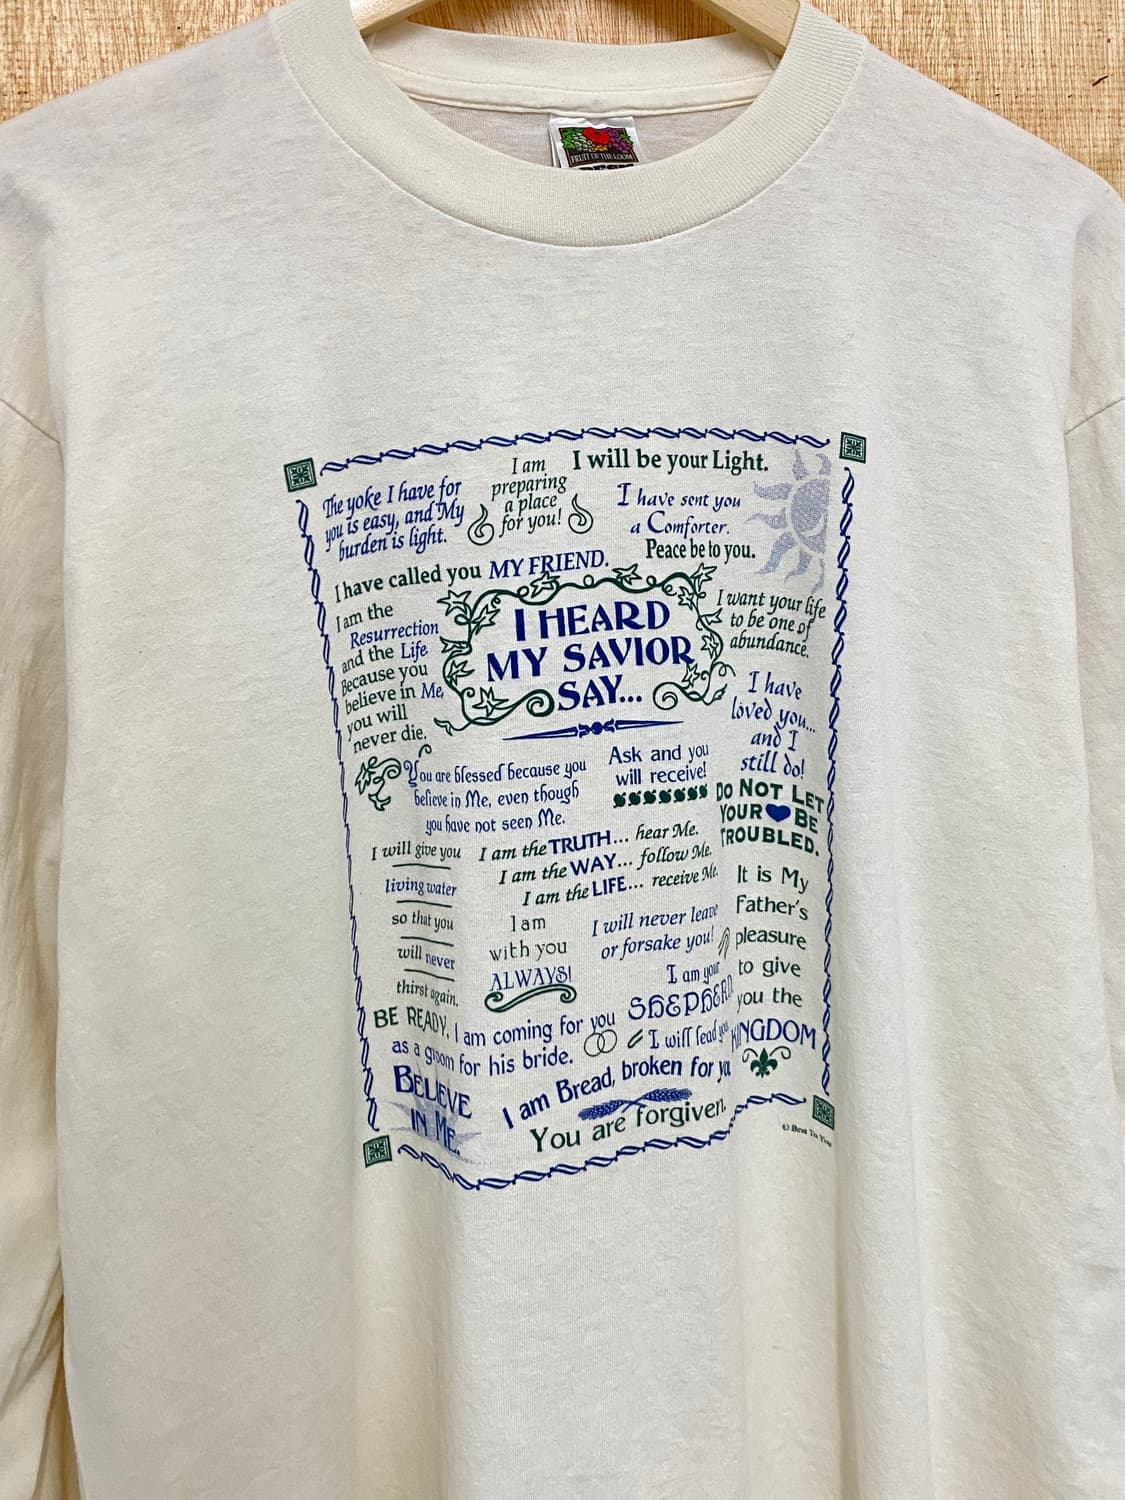 FRUIT OF THE LOOM
The yoke I have for
you is easy, and My
burden is light.
I am
preparing
a place
for you!
I will be your Light.
I have sent you
a Comforter.
Peace be to you.
I have called you MY FRIEND.
I am the
Resurrection
and the Life
Because you
believe in Me,
you will
never die.
I HEARD
MY SAVIOR
SAY...
I want your life
to be one of
abundance.
I have
loved you...
and I
still do!
You are blessed because you
believe in Me, even though
you have not seen Me.
Ask and you
will receive!
DO NOT LET
YOUR BE
TROUBLED.
I will give you
living water
so that you
will never
thirst again.
I am the TRUTH... hear Me.
I am the WAY... follow Me.
I am the LIFE... receive Me.
I am
with you
ALWAYS!
I will never leave
or forsake you!
It is My
Father's
pleasure
to give
you the
KINGDOM
I am your
SHEPHERD
I will lead you
BE READY, I am coming for you
as a groom for his bride.
BELIEVE
IN ME.
I am Bread, broken for you
You are forgiven.
© Best To You